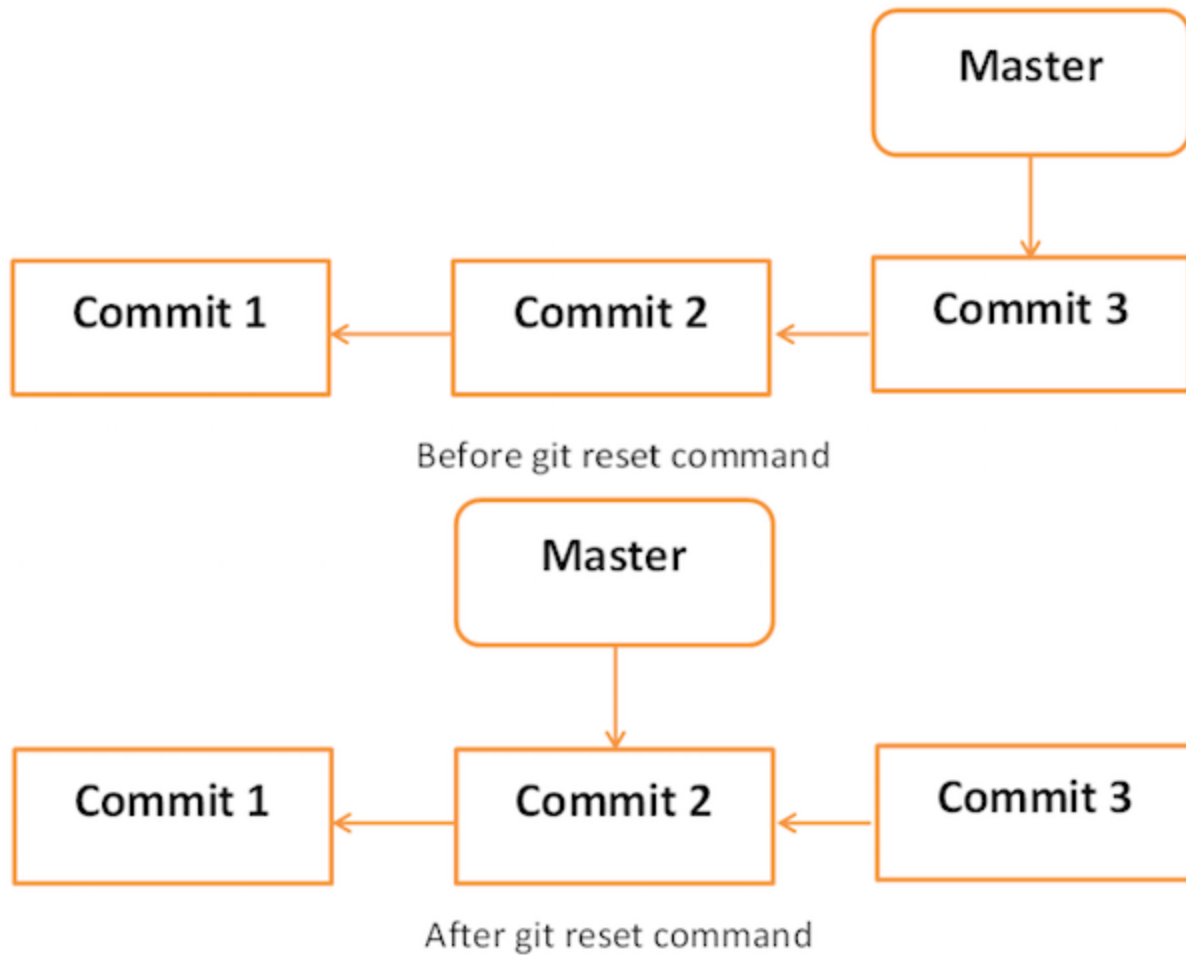 Master
Commit 1
Commit 2
Commit 3
Before git reset command
Master
Commit 1
Commit 2
Commit 3
After git reset command